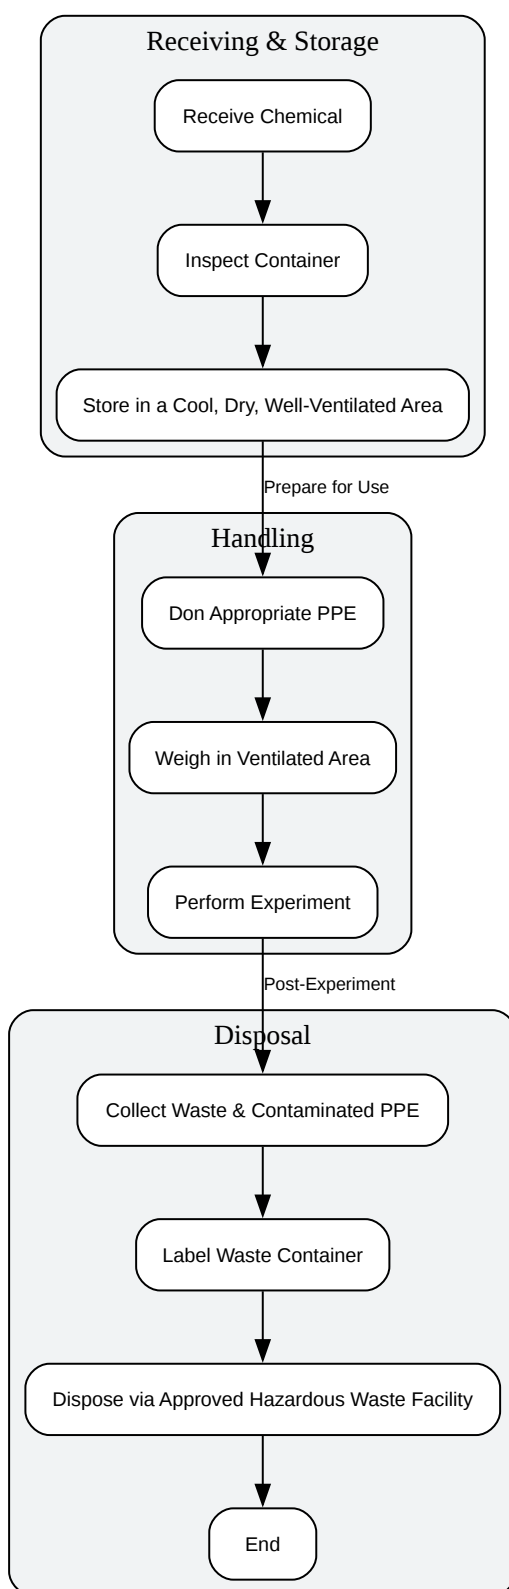 Receiving & Storage
Receive Chemical
Inspect Container
Store in a Cool, Dry, Well-Ventilated Area
Prepare for Use
Handling
Don Appropriate PPE
Weigh in Ventilated Area
Perform Experiment
Post-Experiment
Disposal
Collect Waste & Contaminated PPE
Label Waste Container
Dispose via Approved Hazardous Waste Facility
End